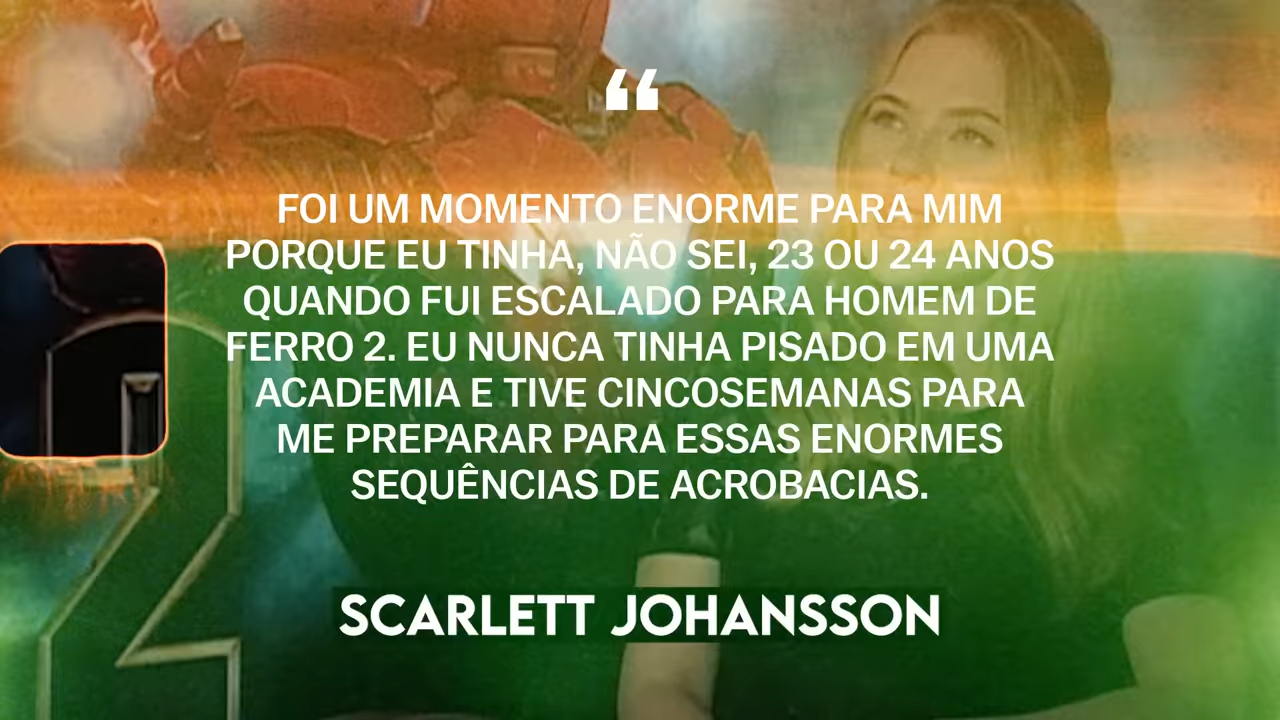 “
FOI UM MOMENTO ENORME PARA MIM
PORQUE EU TINHA, NÃO SEI, 23 OU 24 ANOS
QUANDO FUI ESCALADO PARA HOMEM DE
FERRO 2. EU NUNCA TINHA PISADO EM UMA
ACADEMIA E TIVE CINCOSEMANAS PARA
ME PREPARAR PARA ESSAS ENORMES
SEQUÊNCIAS DE ACROBACIAS.
SCARLETT JOHANSSON
2